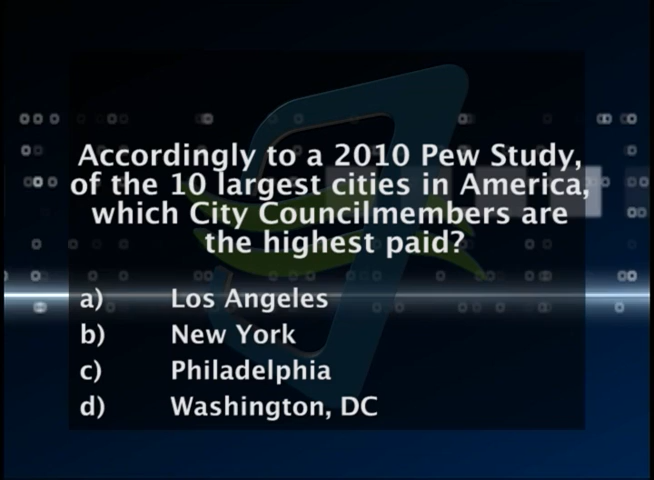 Accordingly to a 2010 Pew Study,
of the 10 largest cities in America,
which City Councilmembers are
the highest paid?
a) Los Angeles
b) New York
c) Philadelphia
d) Washington, DC